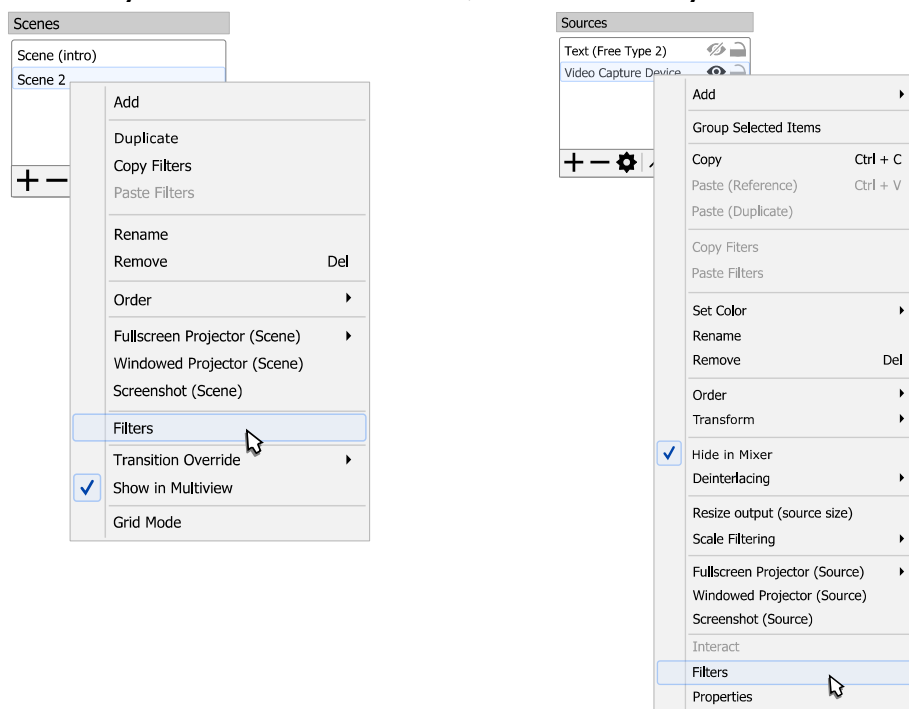 Scenes
Scene (intro)
Scene 2
Add
Duplicate
Copy Filters
Paste Filters
Rename
Remove Del
Order
Fullscreen Projector (Scene)
Windowed Projector (Scene)
Screenshot (Scene)
Filters
Transition Override
Show in Multiview
Grid Mode
Sources
Text (Free Type 2)
Video Capture Device
Add
Group Selected Items
Copy Ctrl + C
Paste (Reference) Ctrl + V
Paste (Duplicate)
Copy Fiters
Paste Filters
Set Color
Rename
Remove Del
Order
Transform
Hide in Mixer
Deinterlacing
Resize output (source size)
Scale Filtering
Fullscreen Projector (Source)
Windowed Projector (Source)
Screenshot (Source)
Interact
Filters
Properties